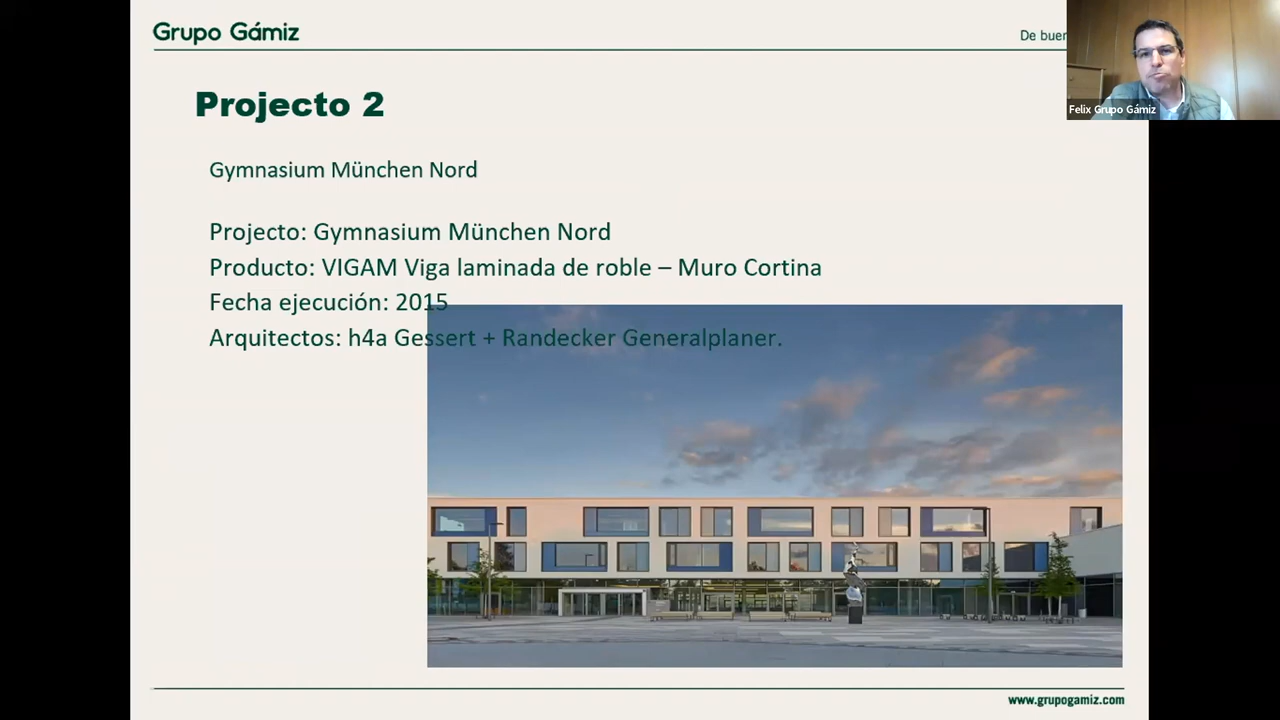 Grupo Gámiz
De buen
Felix Grupo Gámiz
Projecto 2
Gymnasium München Nord
Projecto: Gymnasium München Nord
Producto: VIGAM Viga laminada de roble – Muro Cortina
Fecha ejecución: 2015
Arquitectos: h4a Gessert + Randecker Generalplaner.
www.grupogamiz.com